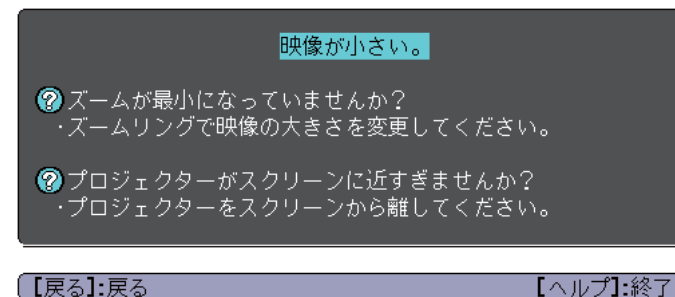 映像が小さい。
ズームが最小になっていませんか?
・ズームリングで映像の大きさを変更してください。
プロジェクターがスクリーンに近すぎませんか?
・プロジェクターをスクリーンから離してください。
【戻る】:戻る 【ヘルプ】:終了